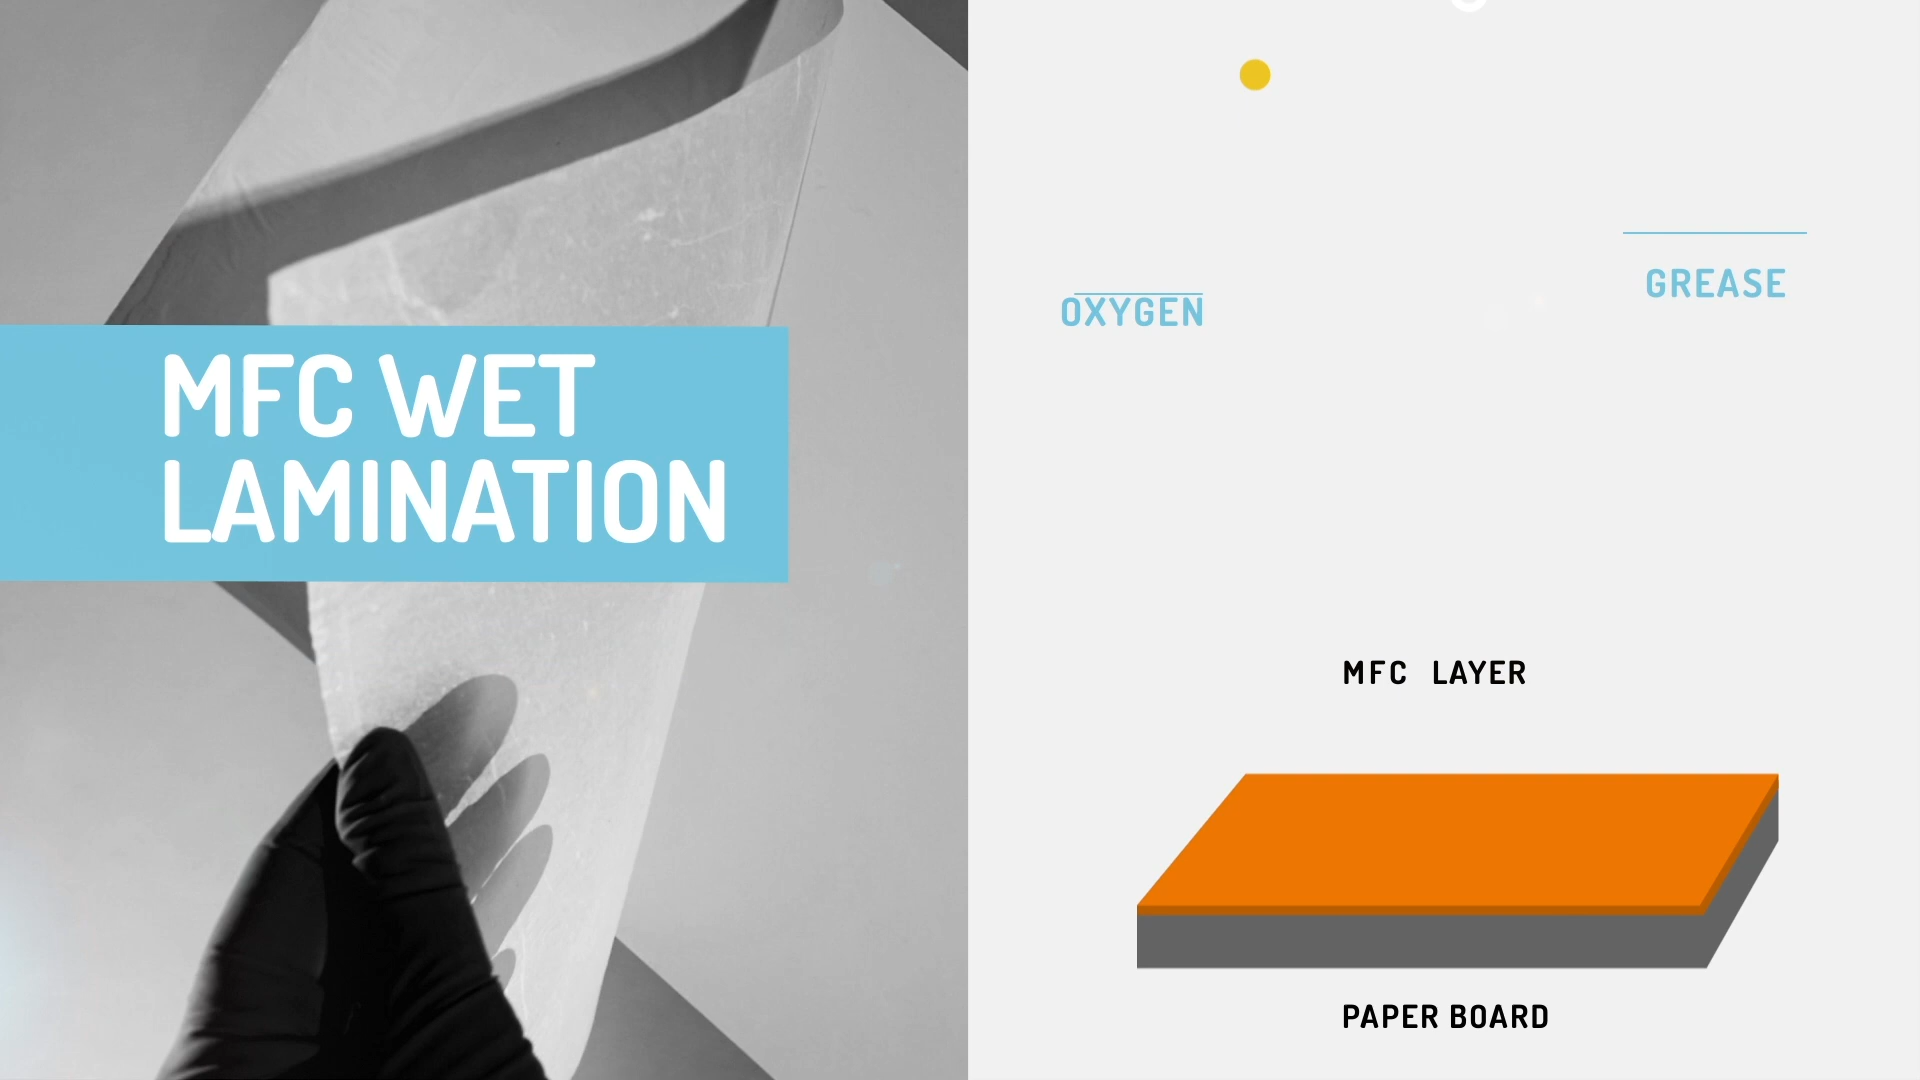 MFC WET
LAMINATION
OXYGEN
GREASE
MFC LAYER
PAPER BOARD